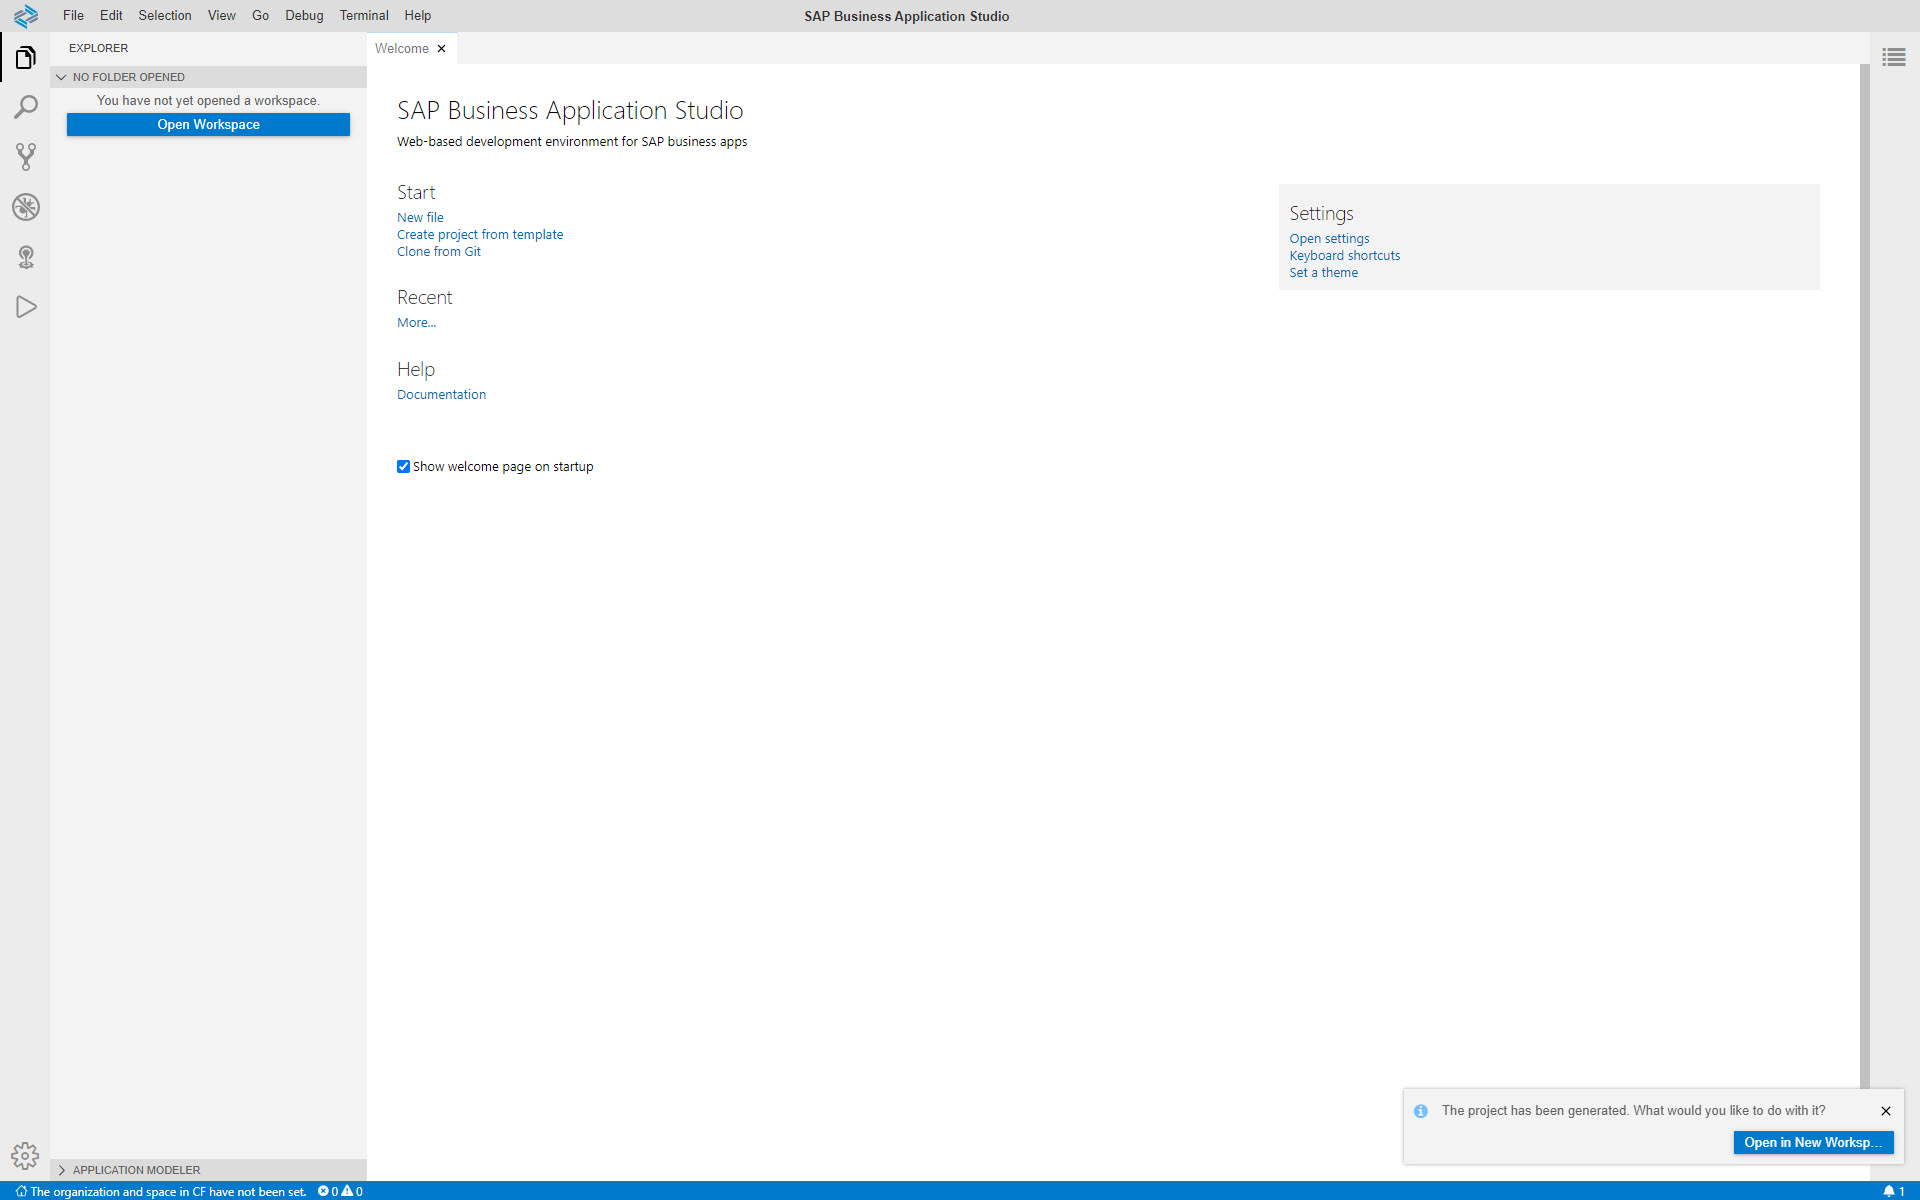 File Edit Selection View Go Debug Terminal Help
SAP Business Application Studio
EXPLORER
NO FOLDER OPENED
You have not yet opened a workspace.
Open Workspace
Welcome
SAP Business Application Studio
Web-based development environment for SAP business apps
Start
New file
Create project from template
Clone from Git
Recent
More...
Help
Documentation
Show welcome page on startup
Settings
Open settings
Keyboard shortcuts
Set a theme
The project has been generated. What would you like to do with it?
Open in New Worksp...
APPLICATION MODELER
The organization and space in CF have not been set. 0 0
1